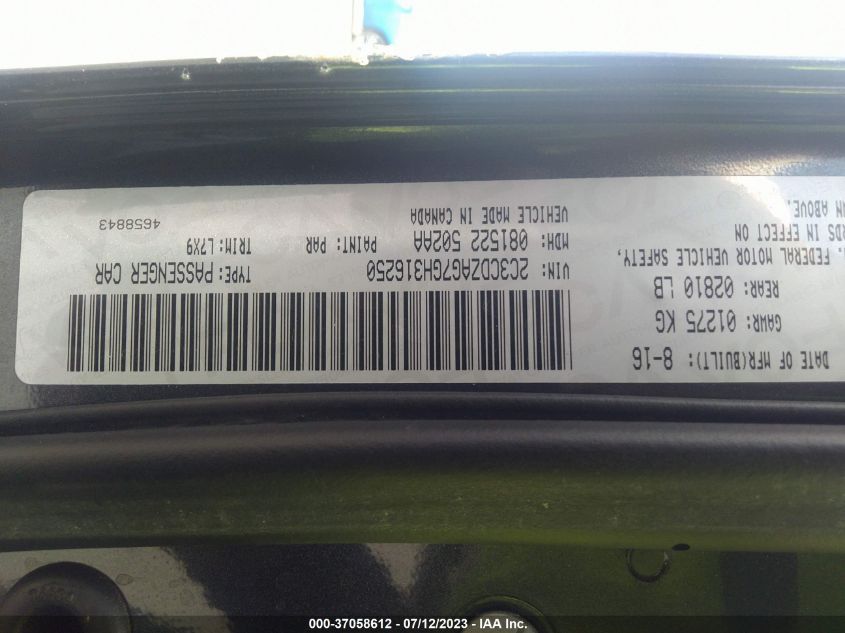 DATE OF MFR(BUILT): 8-16
GAWR: 01275 KG
REAR: 02810 LB
FEDERAL MOTOR VEHICLE SAFETY,
RDS IN EFFECT ON
ABOVE.
VIN: 2C3CDZAG7GH316250 TYPE: PASSENGER CAR
MDH: 081522 502AA PAINT: PAR TRIM: L7X9
VEHICLE MADE IN CANADA 4658843
000-37058612 - 07/12/2023 - IAA Inc.